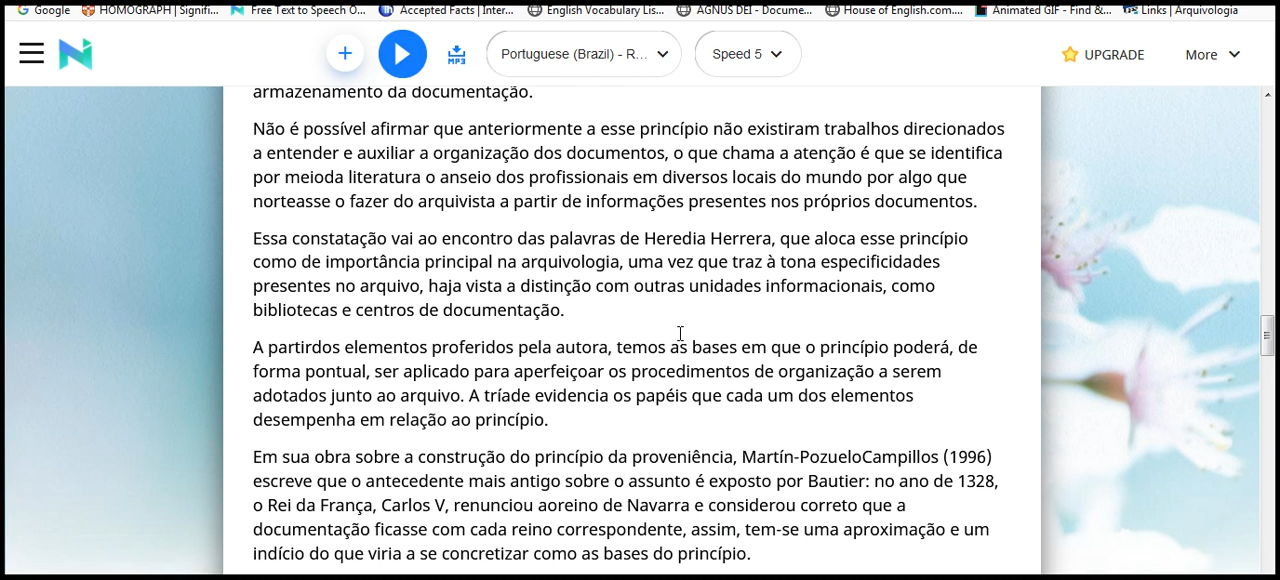 Google HOMOGRAPH | Signifi... Free Text to Speech O... Accepted Facts | Inter... English Vocabulary Lis... AGNUS DEI - Docume... House of English.com.... Animated GIF - Find &... Links | Arquivologia
+ MP3 Portuguese (Brazil) - R... Speed 5 UPGRADE More
armazenamento da documentação.
Não é possível afirmar que anteriormente a esse princípio não existiram trabalhos direcionados
a entender e auxiliar a organização dos documentos, o que chama a atenção é que se identifica
por meioda literatura o anseio dos profissionais em diversos locais do mundo por algo que
norteasse o fazer do arquivista a partir de informações presentes nos próprios documentos.
Essa constatação vai ao encontro das palavras de Heredia Herrera, que aloca esse princípio
como de importância principal na arquivologia, uma vez que traz à tona especificidades
presentes no arquivo, haja vista a distinção com outras unidades informacionais, como
bibliotecas e centros de documentação.
A partirdos elementos proferidos pela autora, temos as bases em que o princípio poderá, de
forma pontual, ser aplicado para aperfeiçoar os procedimentos de organização a serem
adotados junto ao arquivo. A tríade evidencia os papéis que cada um dos elementos
desempenha em relação ao princípio.
Em sua obra sobre a construção do princípio da proveniência, Martín-PozueloCampillos (1996)
escreve que o antecedente mais antigo sobre o assunto é exposto por Bautier: no ano de 1328,
o Rei da França, Carlos V, renunciou aoreino de Navarra e considerou correto que a
documentação ficasse com cada reino correspondente, assim, tem-se uma aproximação e um
indício do que viria a se concretizar como as bases do princípio.